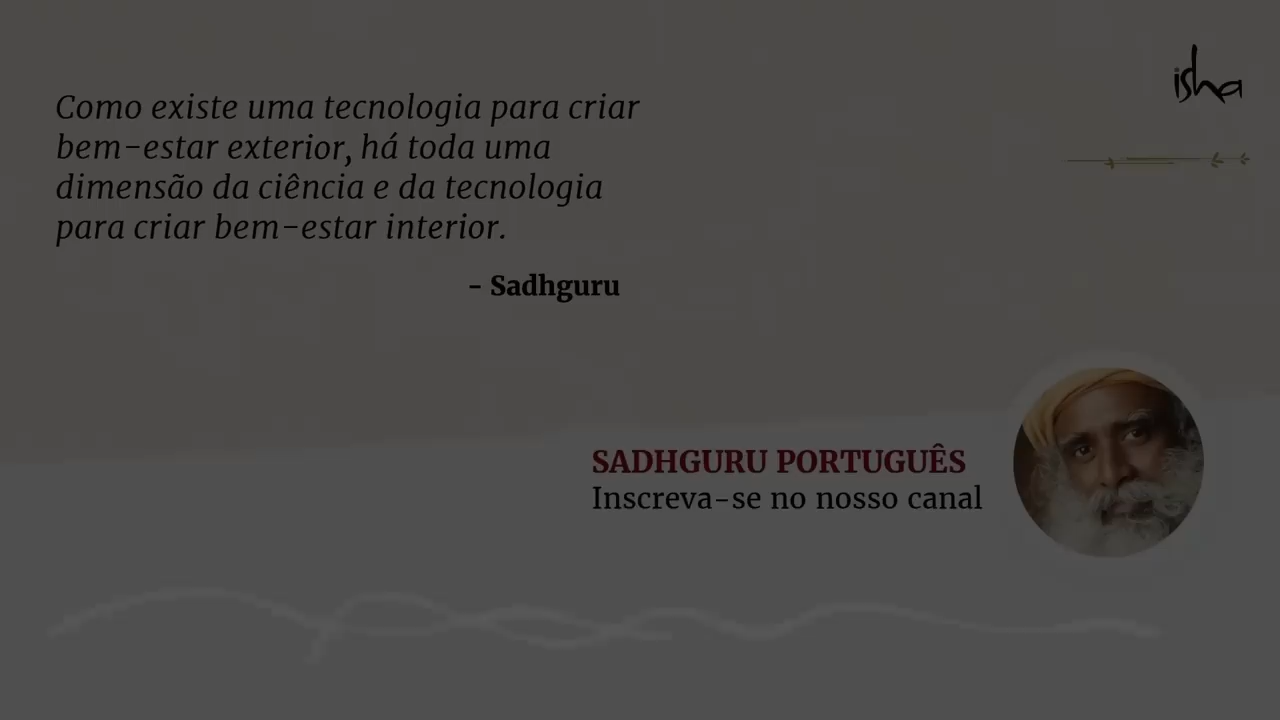 isha
Como existe uma tecnologia para criar
bem-estar exterior, há toda uma
dimensão da ciência e da tecnologia
para criar bem-estar interior.
- Sadhguru
SADHGURU PORTUGUÊS
Inscreva-se no nosso canal